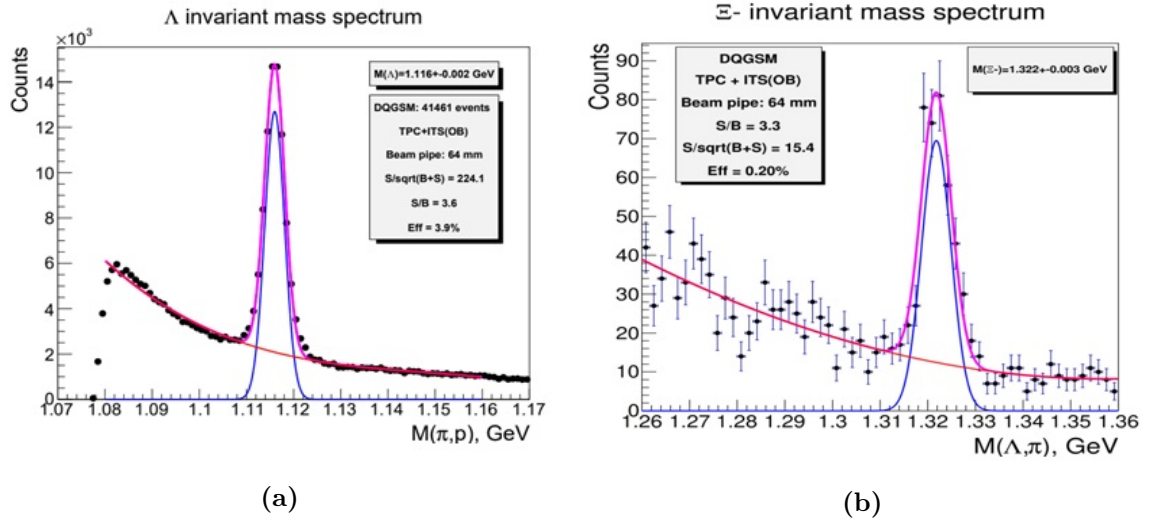 Λ invariant mass spectrum
×10³
Counts
14
12
10
8
6
4
2
0
1.07 1.08 1.09 1.1 1.11 1.12 1.13 1.14 1.15 1.16 1.17
M(π,p), GeV
M(Λ)=1.116+-0.002 GeV
DQGSM: 41461 events
TPC+ITS(OB)
Beam pipe: 64 mm
S/sqrt(B+S) = 224.1
S/B = 3.6
Eff = 3.9%
(a)
Ξ- invariant mass spectrum
Counts
90
80
70
60
50
40
30
20
10
0
1.26 1.27 1.28 1.29 1.3 1.31 1.32 1.33 1.34 1.35 1.36
M(Λ,π), GeV
DQGSM
TPC + ITS(OB)
Beam pipe: 64 mm
S/B = 3.3
S/sqrt(B+S) = 15.4
Eff = 0.20%
M(Ξ-)=1.322+-0.003 GeV
(b)